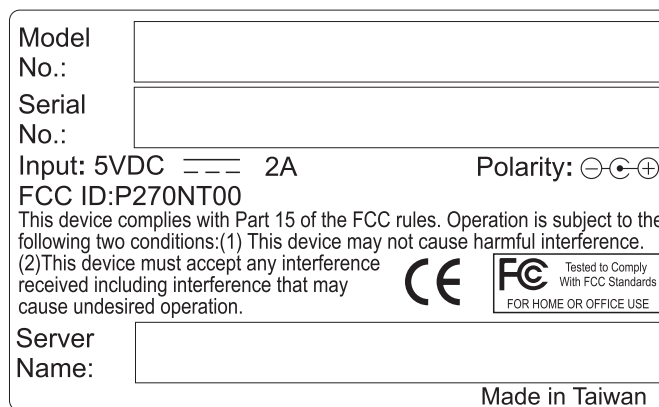 Model
No.:
Serial
No.:
Input: 5VDC 2A Polarity:
FCC ID:P270NT00
This device complies with Part 15 of the FCC rules. Operation is subject to the
following two conditions:(1) This device may not cause harmful interference.
(2)This device must accept any interference
received including interference that may
cause undesired operation.
CE
FC Tested to Comply
With FCC Standards
FOR HOME OR OFFICE USE
Server
Name:
Made in Taiwan